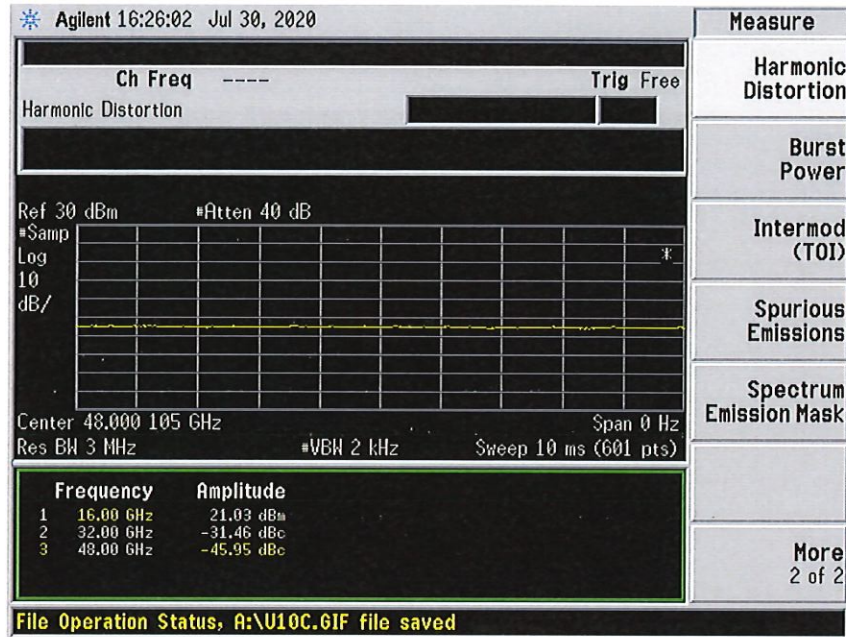 Agilent 16:26:02 Jul 30, 2020
Measure
Ch Freq ----
Trig Free
Harmonic Distortion
Ref 30 dBm
#Atten 40 dB
#Samp
Log
10
dB/
*
Center 48.000 105 GHz
Span 0 Hz
Res BW 3 MHz
#VBW 2 kHz
Sweep 10 ms (601 pts)
Frequency Amplitude
1 16.00 GHz 21.03 dBm
2 32.00 GHz -31.46 dBc
3 48.00 GHz -45.95 dBc
File Operation Status, A:\U10C.GIF file saved
Harmonic
Distortion
Burst
Power
Intermod
(TOI)
Spurious
Emissions
Spectrum
Emission Mask
More
2 of 2